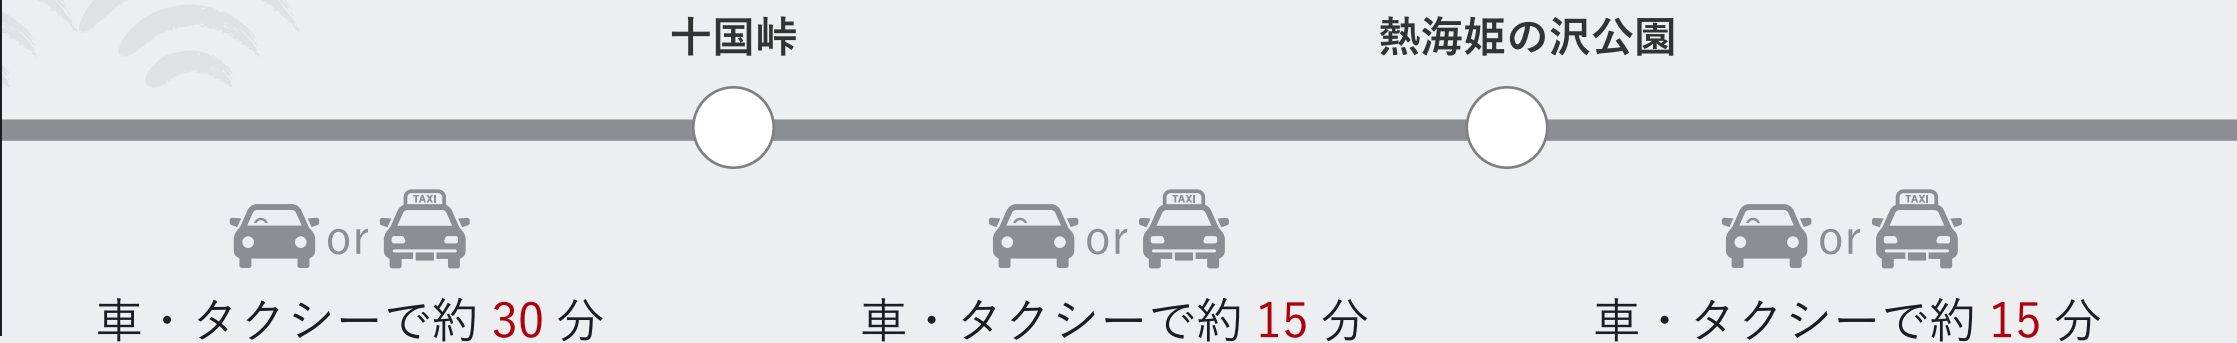 十国峠
熱海姫の沢公園
TAXI
or
TAXI
or
TAXI
or
車・タクシーで約 30 分
車・タクシーで約 15 分
車・タクシーで約 15 分